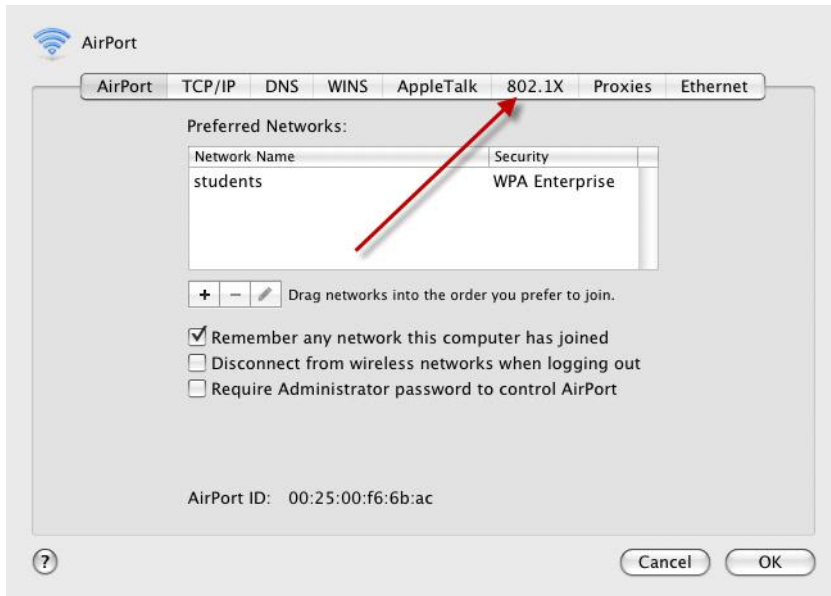 AirPort
AirPort TCP/IP DNS WINS AppleTalk 802.1X Proxies Ethernet
Preferred Networks:
Network Name Security
students WPA Enterprise
+ − Drag networks into the order you prefer to join.
Remember any network this computer has joined
Disconnect from wireless networks when logging out
Require Administrator password to control AirPort
AirPort ID: 00:25:00:f6:6b:ac
? Cancel OK